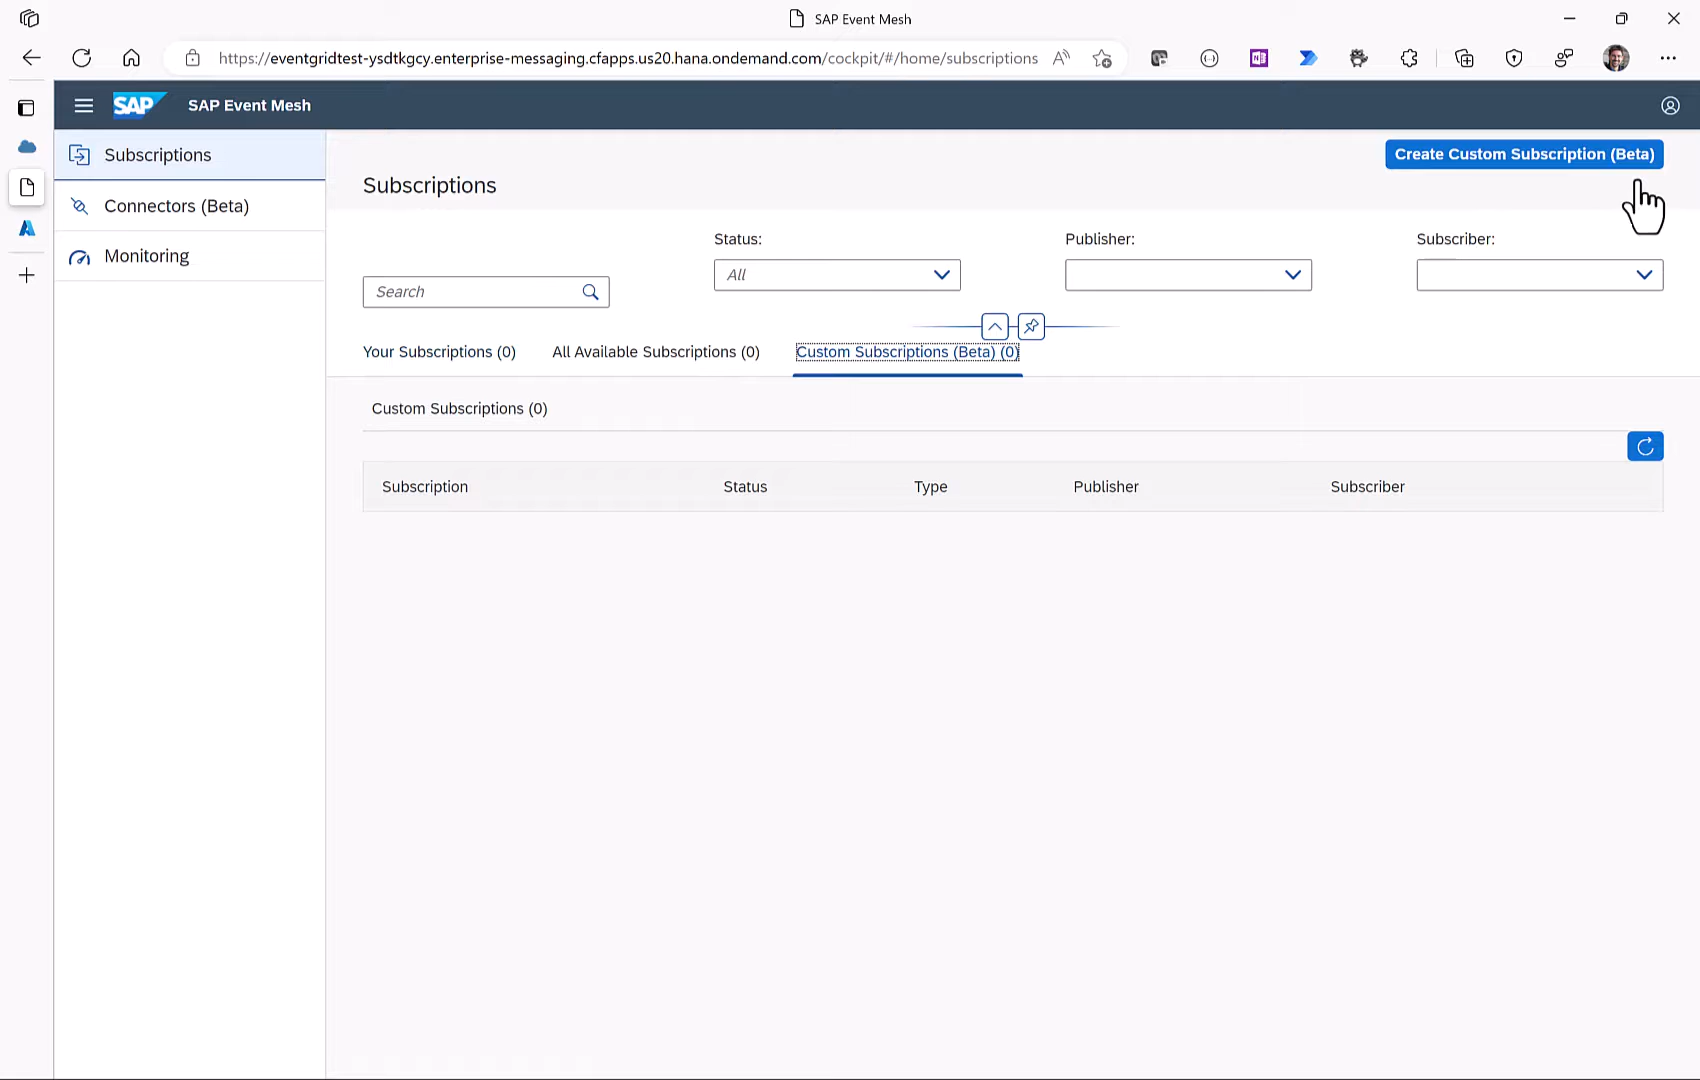 SAP Event Mesh
https://eventgridtest-ysdtkgcy.enterprise-messaging.cfapps.us20.hana.ondemand.com/cockpit/#/home/subscriptions
SAP SAP Event Mesh
Subscriptions
Connectors (Beta)
Monitoring
Create Custom Subscription (Beta)
Subscriptions
Status: Publisher: Subscriber:
Search All
Your Subscriptions (0) All Available Subscriptions (0) Custom Subscriptions (Beta) (0)
Custom Subscriptions (0)
Subscription Status Type Publisher Subscriber